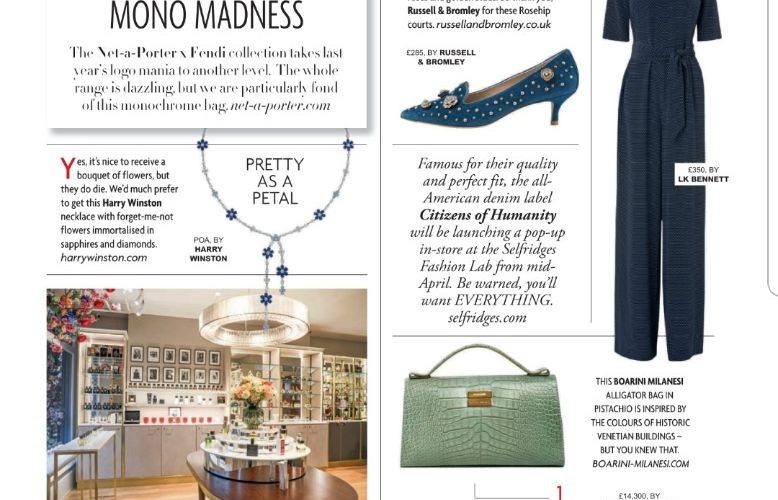 MONO MADNESS
The Net-a-Porter x Fendi collection takes last
year's logo mania to another level. The whole
range is dazzling, but we are particularly fond
of this monochrome bag. net-a-porter.com
Yes, it's nice to receive a
bouquet of flowers, but
they do die. We'd much prefer
to get this Harry Winston
necklace with forget-me-not
flowers immortalised in
sapphires and diamonds.
harrywinston.com
PRETTY
AS A
PETAL
POA, BY
HARRY
WINSTON
Russell & Bromley for these Rosehip
courts. russellandbromley.co.uk
£285, BY RUSSELL
& BROMLEY
Famous for their quality
and perfect fit, the all-
American denim label
Citizens of Humanity
will be launching a pop-up
in-store at the Selfridges
Fashion Lab from mid-
April. Be warned, you'll
want EVERYTHING.
selfridges.com
£350, BY
LK BENNETT
THIS BOARINI MILANESI
ALLIGATOR BAG IN
PISTACHIO IS INSPIRED BY
THE COLOURS OF HISTORIC
VENETIAN BUILDINGS –
BUT YOU KNEW THAT.
BOARINI-MILANESI.COM
1
£14,300, BY